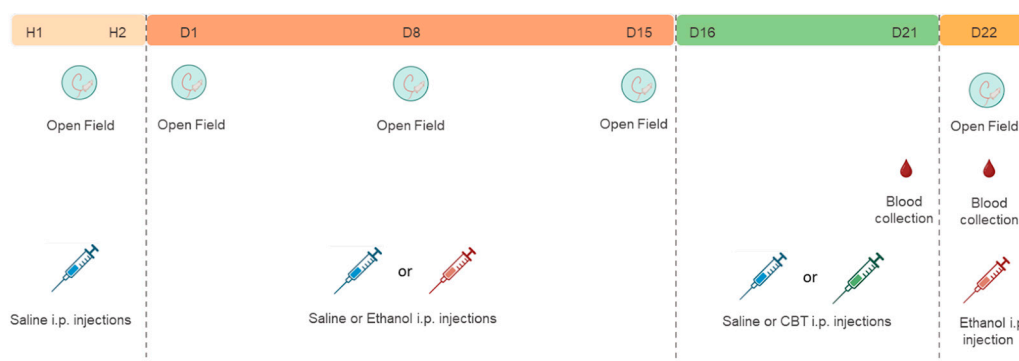 H1 H2 D1 D8 D15 D16 D21 D22
Open Field Open Field Open Field Open Field Open Field
Blood collection Blood collection
or or
Saline i.p. injections Saline or Ethanol i.p. injections Saline or CBT i.p. injections Ethanol i.p injection